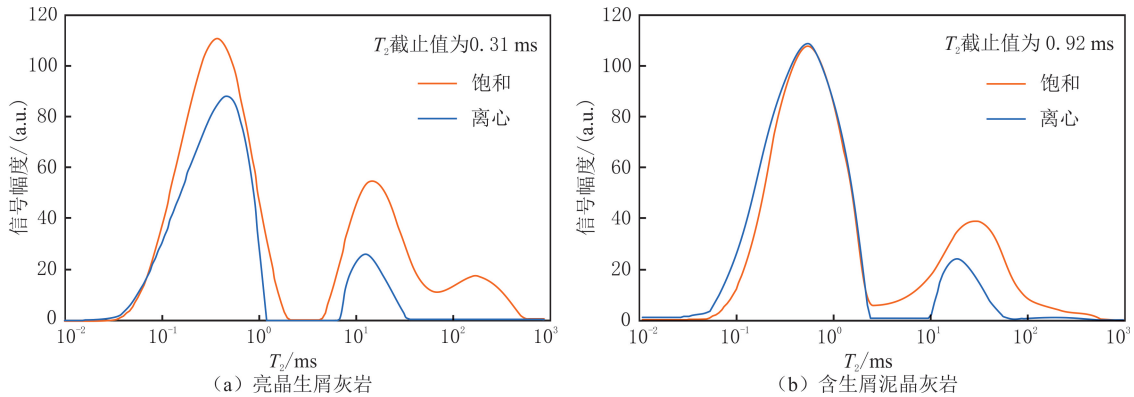 120
100
80
60
40
20
0
信号幅度/(a.u.)
T₂截止值为0.31 ms
饱和
离心
10⁻² 10⁻¹ 10⁰ 10¹ 10² 10³
T₂/ms
（a）亮晶生屑灰岩
120
100
80
60
40
20
0
信号幅度/(a.u.)
T₂截止值为 0.92 ms
饱和
离心
10⁻² 10⁻¹ 10⁰ 10¹ 10² 10³
T₂/ms
（b）含生屑泥晶灰岩